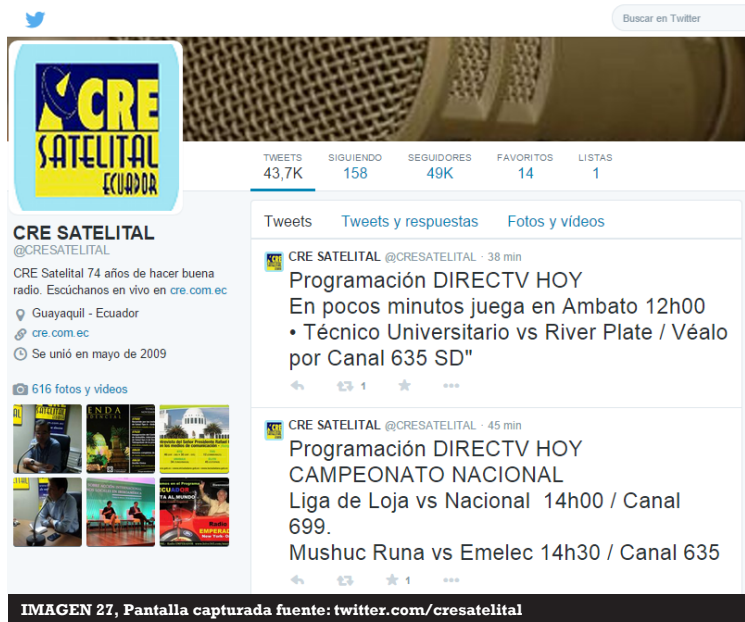 Buscar en Twitter
CRE
SATELITAL
ECUADOR
TWEETS SIGUIENDO SEGUIDORES FAVORITOS LISTAS
43,7K 158 49K 14 1
CRE SATELITAL
@CRESATELITAL
CRE Satelital 74 años de hacer buena
radio. Escúchanos en vivo en cre.com.ec
Guayaquil - Ecuador
cre.com.ec
Se unió en mayo de 2009
616 fotos y videos
Tweets Tweets y respuestas Fotos y vídeos
CRE SATELITAL @CRESATELITAL · 38 min
Programación DIRECTV HOY
En pocos minutos juega en Ambato 12h00
• Técnico Universitario vs River Plate / Véalo
por Canal 635 SD"
1
CRE SATELITAL @CRESATELITAL · 45 min
Programación DIRECTV HOY
CAMPEONATO NACIONAL
Liga de Loja vs Nacional 14h00 / Canal
699.
Mushuc Runa vs Emelec 14h30 / Canal 635
1
IMAGEN 27, Pantalla capturada fuente: twitter.com/cresatelital